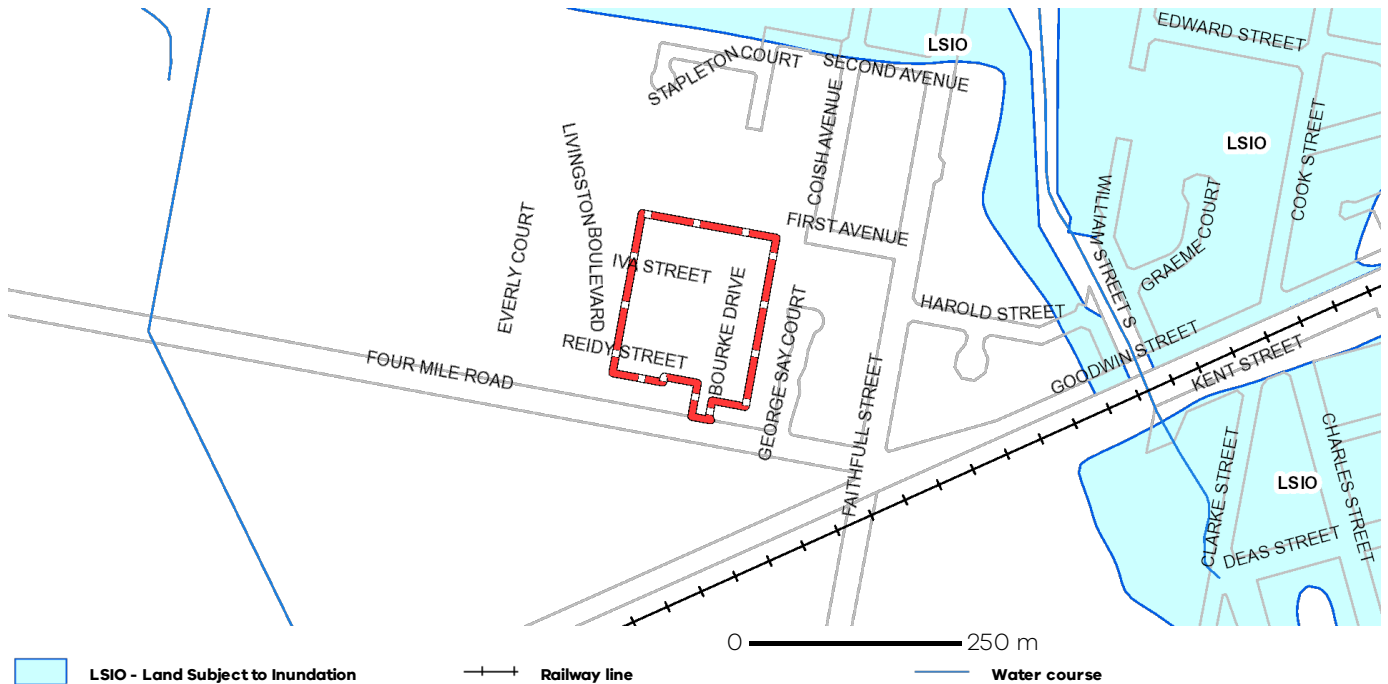 EDWARD STREET
LSIO
STAPLETON COURT
SECOND AVENUE
COISH AVENUE
LSIO
COOK STREET
LIVINGSTON BOULEVARD
WILLIAM STREET S
GRAEME COURT
EVERLY COURT
FIRST AVENUE
IVA STREET
BOURKE DRIVE
GEORGE SAY COURT
HAROLD STREET
REIDY STREET
FOUR MILE ROAD
GOODWIN STREET
KENT STREET
FAITHFULL STREET
CLARKE STREET
CHARLES STREET
LSIO
DEAS STREET
0 250 m
LSIO - Land Subject to Inundation
Railway line
Water course